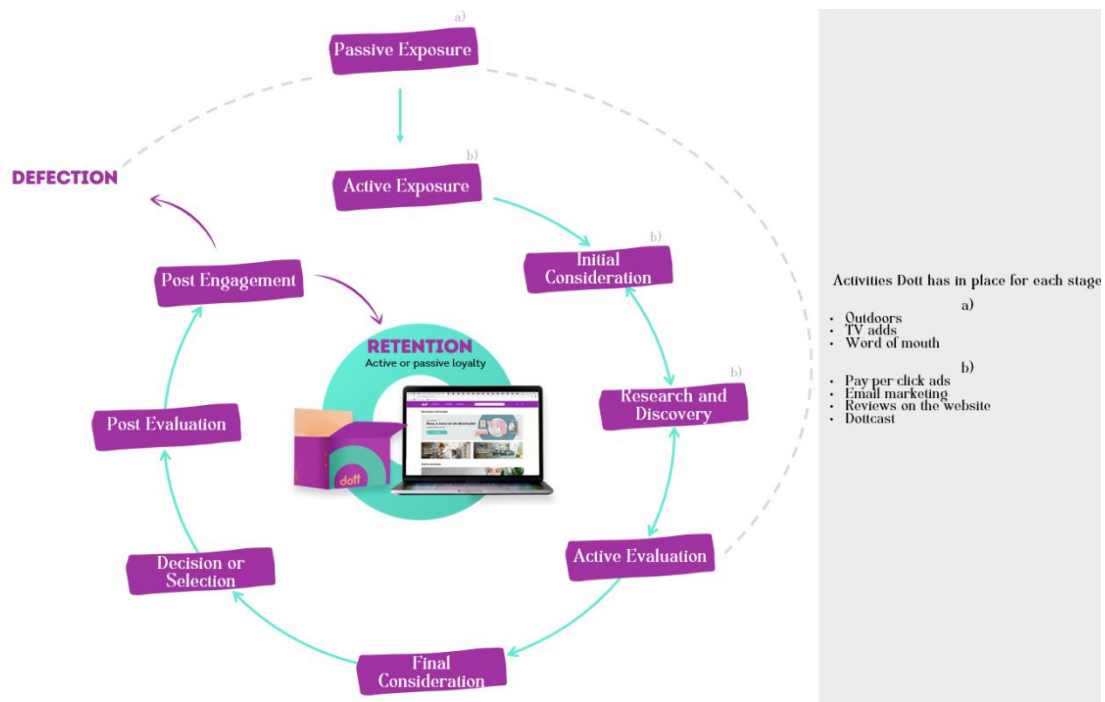 a)
Passive Exposure
b)
Active Exposure
DEFECTION
b)
Initial
Consideration
Post Engagement
RETENTION
Active or passive loyalty
b)
Research and
Discovery
Post Evaluation
dott
Active Evaluation
Decision or
Selection
Final
Consideration
Activities Dott has in place for each stage
a)
• Outdoors
• TV adds
• Word of mouth
b)
• Pay per click ads
• Email marketing
• Reviews on the website
• Dottcast